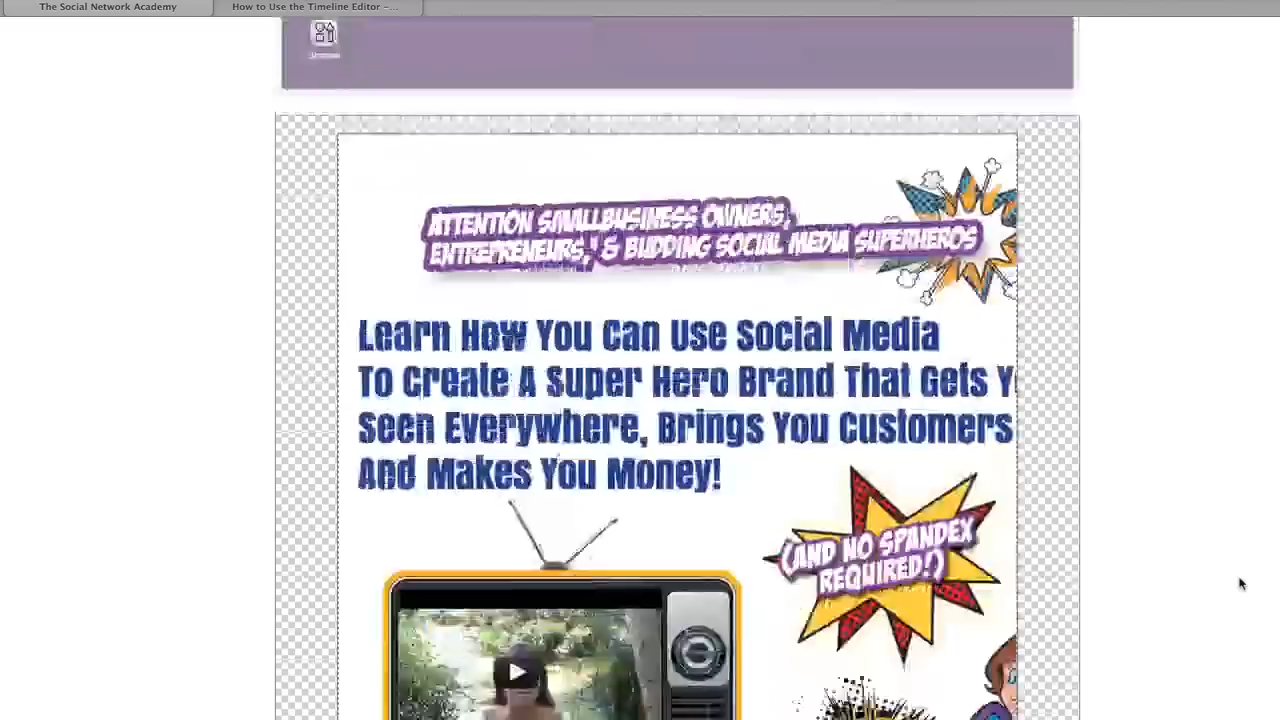 The Social Network Academy
How to Use the Timeline Editor –...
ATTENTION SMALLBUSINESS OWNERS,
ENTREPRENEURS, & BUDDING SOCIAL MEDIA SUPERHEROS
Learn How You Can Use Social Media
To Create A Super Hero Brand That Gets Y
Seen Everywhere, Brings You Customers
And Makes You Money!
(AND NO SPANDEX
REQUIRED!)